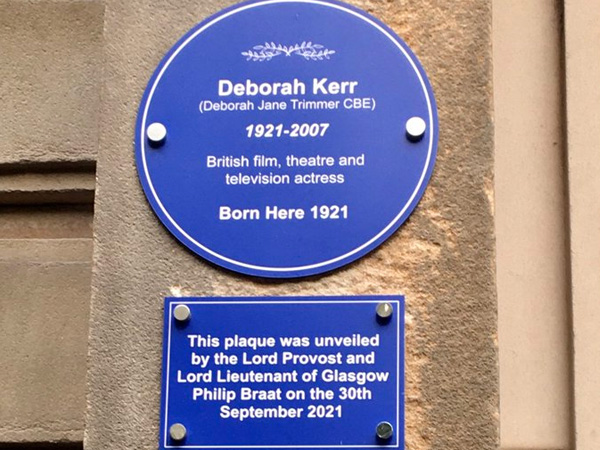 Deborah Kerr
(Deborah Jane Trimmer CBE)
1921-2007
British film, theatre and
television actress
Born Here 1921
This plaque was unveiled
by the Lord Provost and
Lord Lieutenant of Glasgow
Philip Braat on the 30th
September 2021